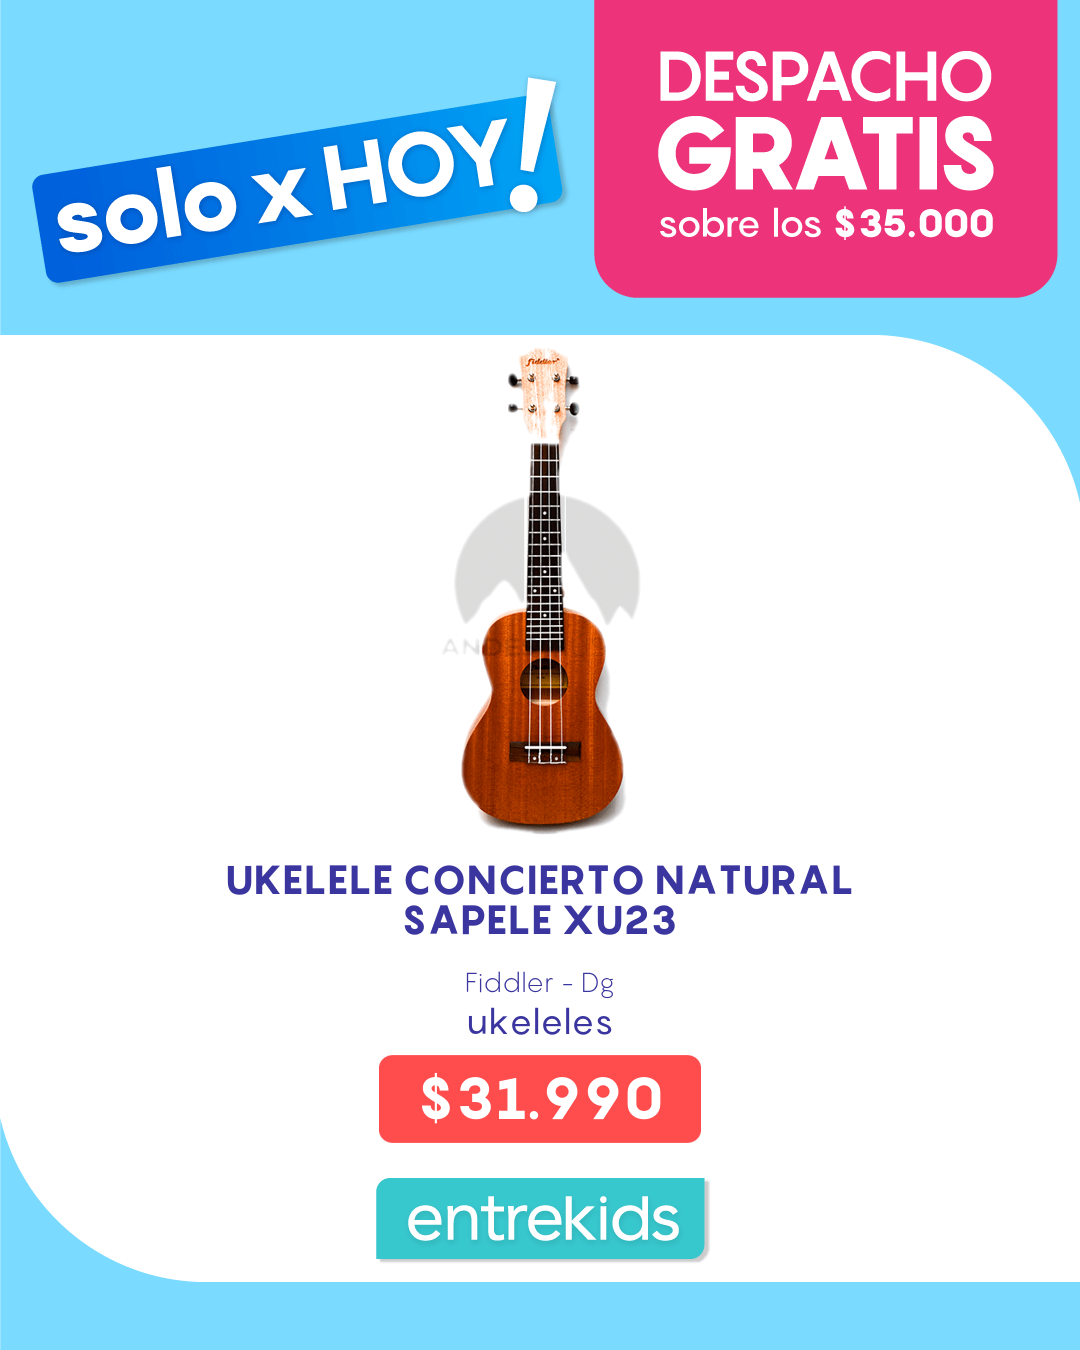 solo x HOY!
DESPACHO
GRATIS
sobre los $35.000
fiddler
UKELELE CONCIERTO NATURAL
SAPELE XU23
Fiddler - Dg
ukeleles
$31.990
entrekids